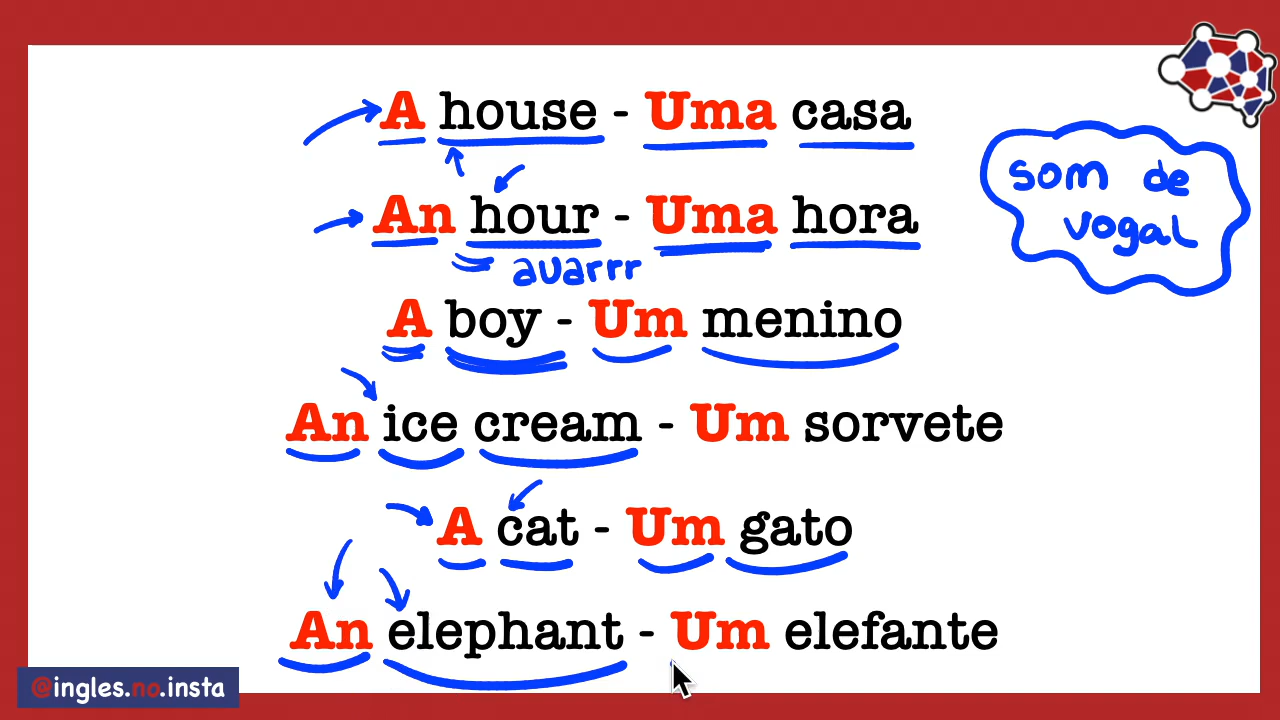 A house - Uma casa
som de
vogal
An hour - Uma hora
auarrr
A boy - Um menino
An ice cream - Um sorvete
A cat - Um gato
An elephant - Um elefante
@ingles.no.insta